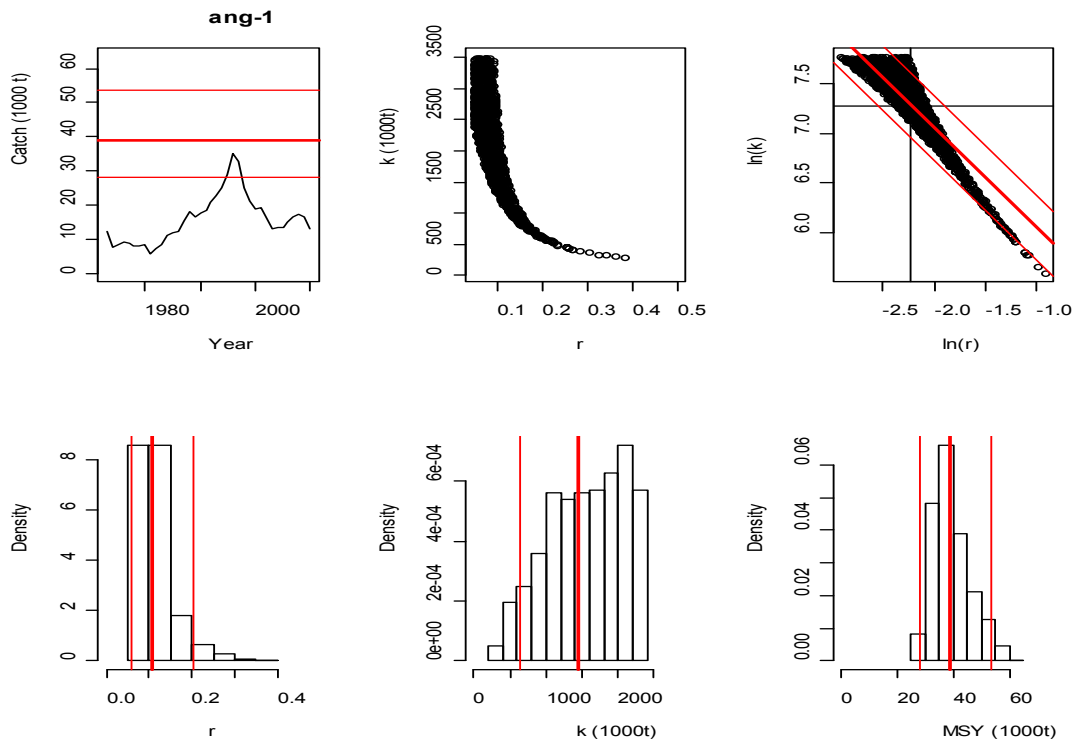 ang-1
Catch (1000 t)
0 10 20 30 40 50 60
1980 2000
Year
k (1000t)
0 500 1500 2500 3500
0.1 0.2 0.3 0.4 0.5
r
ln(k)
6.0 6.5 7.0 7.5
-2.5 -2.0 -1.5 -1.0
ln(r)
Density
0 2 4 6 8
0.0 0.2 0.4
r
Density
0e+00 2e-04 4e-04 6e-04
0 1000 2000
k (1000t)
Density
0.00 0.02 0.04 0.06
0 20 40 60
MSY (1000t)